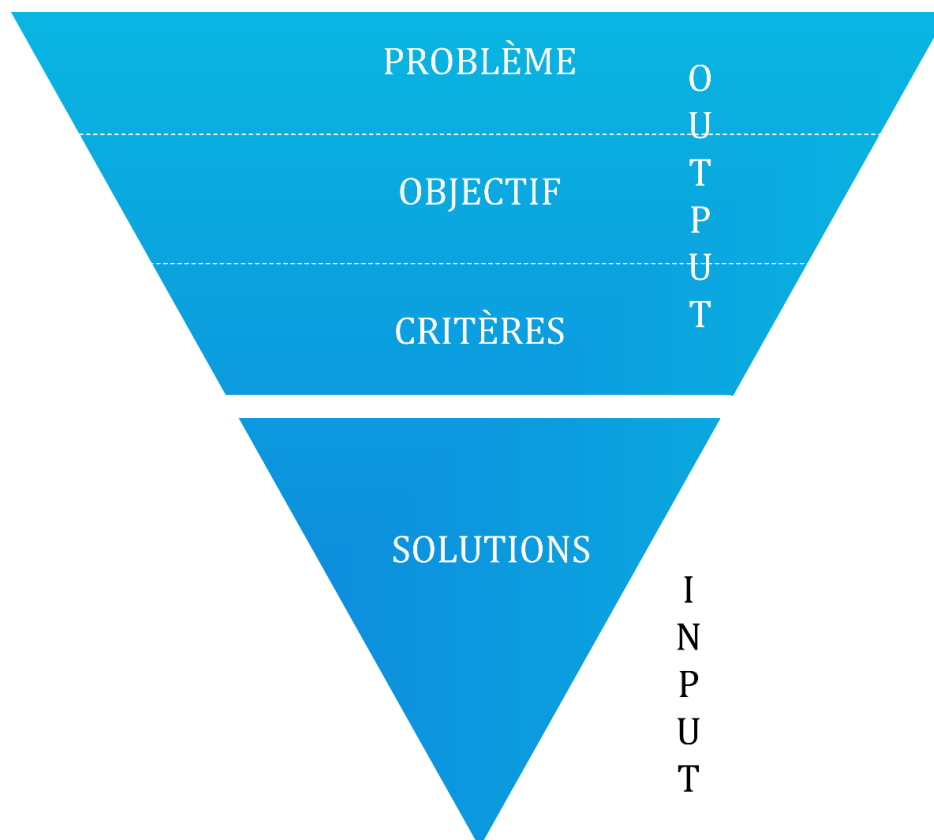 PROBLÈME
OBJECTIF
CRITÈRES
OUTPUT
SOLUTIONS
INPUT